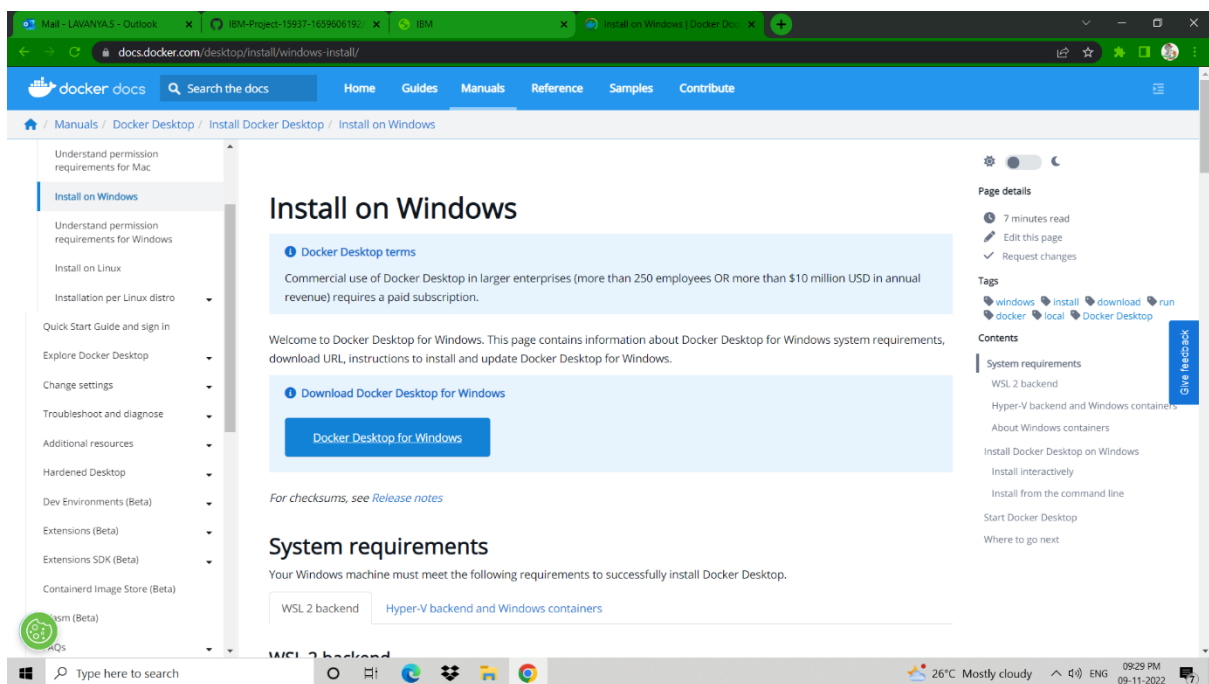 Mail - LAVANYA.S - Outlook
IBM-Project-15937-1659606192
IBM
Install on Windows | Docker Doc
docs.docker.com/desktop/install/windows-install/
docker docs
Search the docs
Home
Guides
Manuals
Reference
Samples
Contribute
/ Manuals / Docker Desktop / Install Docker Desktop / Install on Windows
Understand permission
requirements for Mac
Install on Windows
Understand permission
requirements for Windows
Install on Linux
Installation per Linux distro
Quick Start Guide and sign in
Explore Docker Desktop
Change settings
Troubleshoot and diagnose
Additional resources
Hardened Desktop
Dev Environments (Beta)
Extensions (Beta)
Extensions SDK (Beta)
Containerd Image Store (Beta)
asm (Beta)
AQs
Install on Windows
Docker Desktop terms
Commercial use of Docker Desktop in larger enterprises (more than 250 employees OR more than $10 million USD in annual
revenue) requires a paid subscription.
Welcome to Docker Desktop for Windows. This page contains information about Docker Desktop for Windows system requirements,
download URL, instructions to install and update Docker Desktop for Windows.
Download Docker Desktop for Windows
Docker Desktop for Windows
For checksums, see Release notes
System requirements
Your Windows machine must meet the following requirements to successfully install Docker Desktop.
WSL 2 backend
Hyper-V backend and Windows containers
WSL 2 backend
Page details
7 minutes read
Edit this page
Request changes
Tags
windows install download run
docker local Docker Desktop
Contents
System requirements
WSL 2 backend
Hyper-V backend and Windows containers
About Windows containers
Install Docker Desktop on Windows
Install interactively
Install from the command line
Start Docker Desktop
Where to go next
Give feedback
Type here to search
26°C Mostly cloudy
ENG
09:29 PM
09-11-2022
7